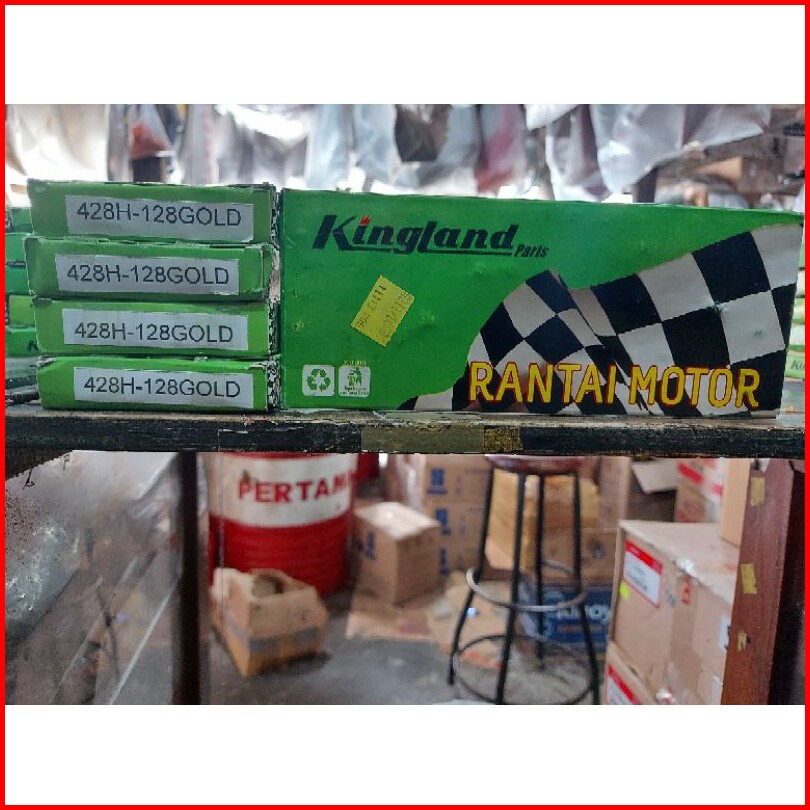 428H-128GOLD
428H-128GOLD
428H-128GOLD
428H-128GOLD
Kingland
Parts
RANTAI MOTOR
PERTAM